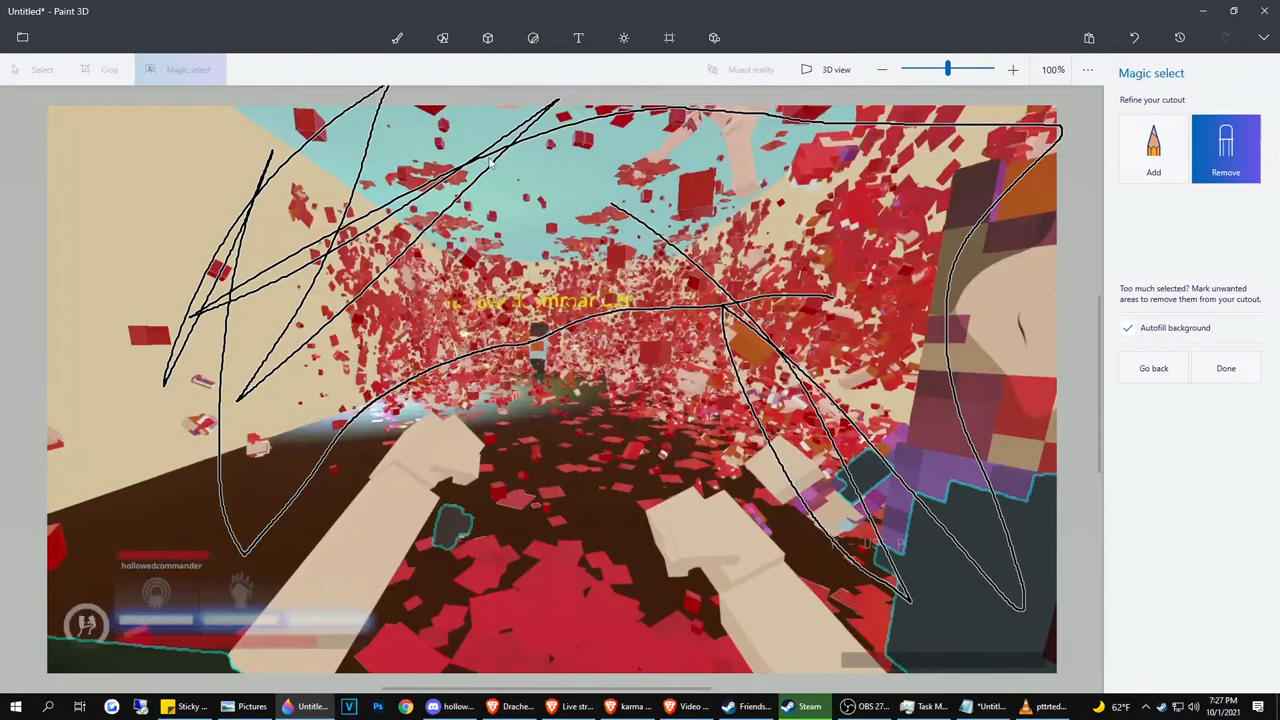 Untitled* - Paint 3D
Select
Crop
Magic select
Mixed reality
3D view
100%
Magic select
Refine your cutout
Add
Remove
Too much selected? Mark unwanted
areas to remove them from your cutout.
Autofill background
Go back
Done
hollowedcommander
Sticky ...
Pictures
Untitle...
hollow...
Drache...
Live str...
karma ...
Video ...
Friends...
Steam
OBS 27...
Task M...
*Untitl...
pttrted...
62°F
7:27 PM
10/1/2021